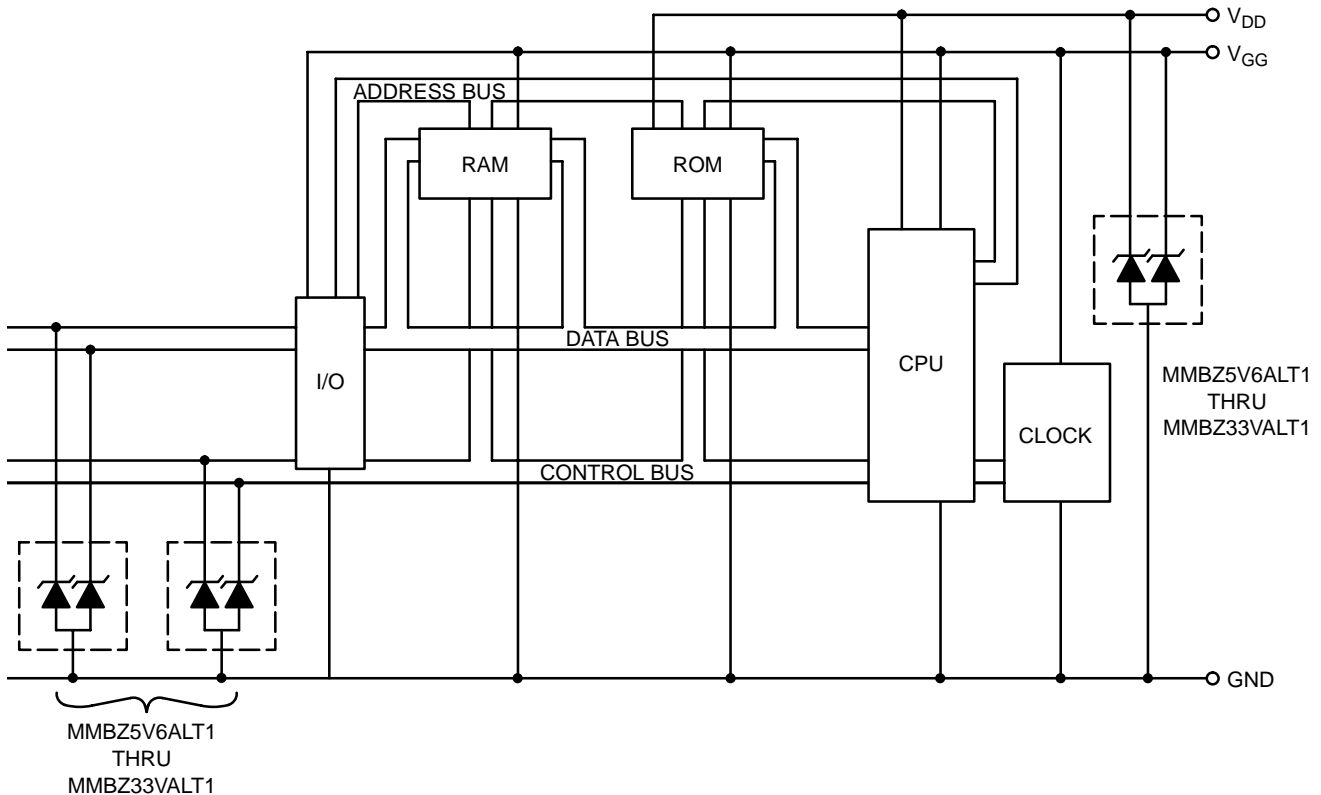 VDD
VGG
ADDRESS BUS
RAM
ROM
DATA BUS
I/O
CPU
MMBZ5V6ALT1
THRU
MMBZ33VALT1
CLOCK
CONTROL BUS
GND
MMBZ5V6ALT1
THRU
MMBZ33VALT1